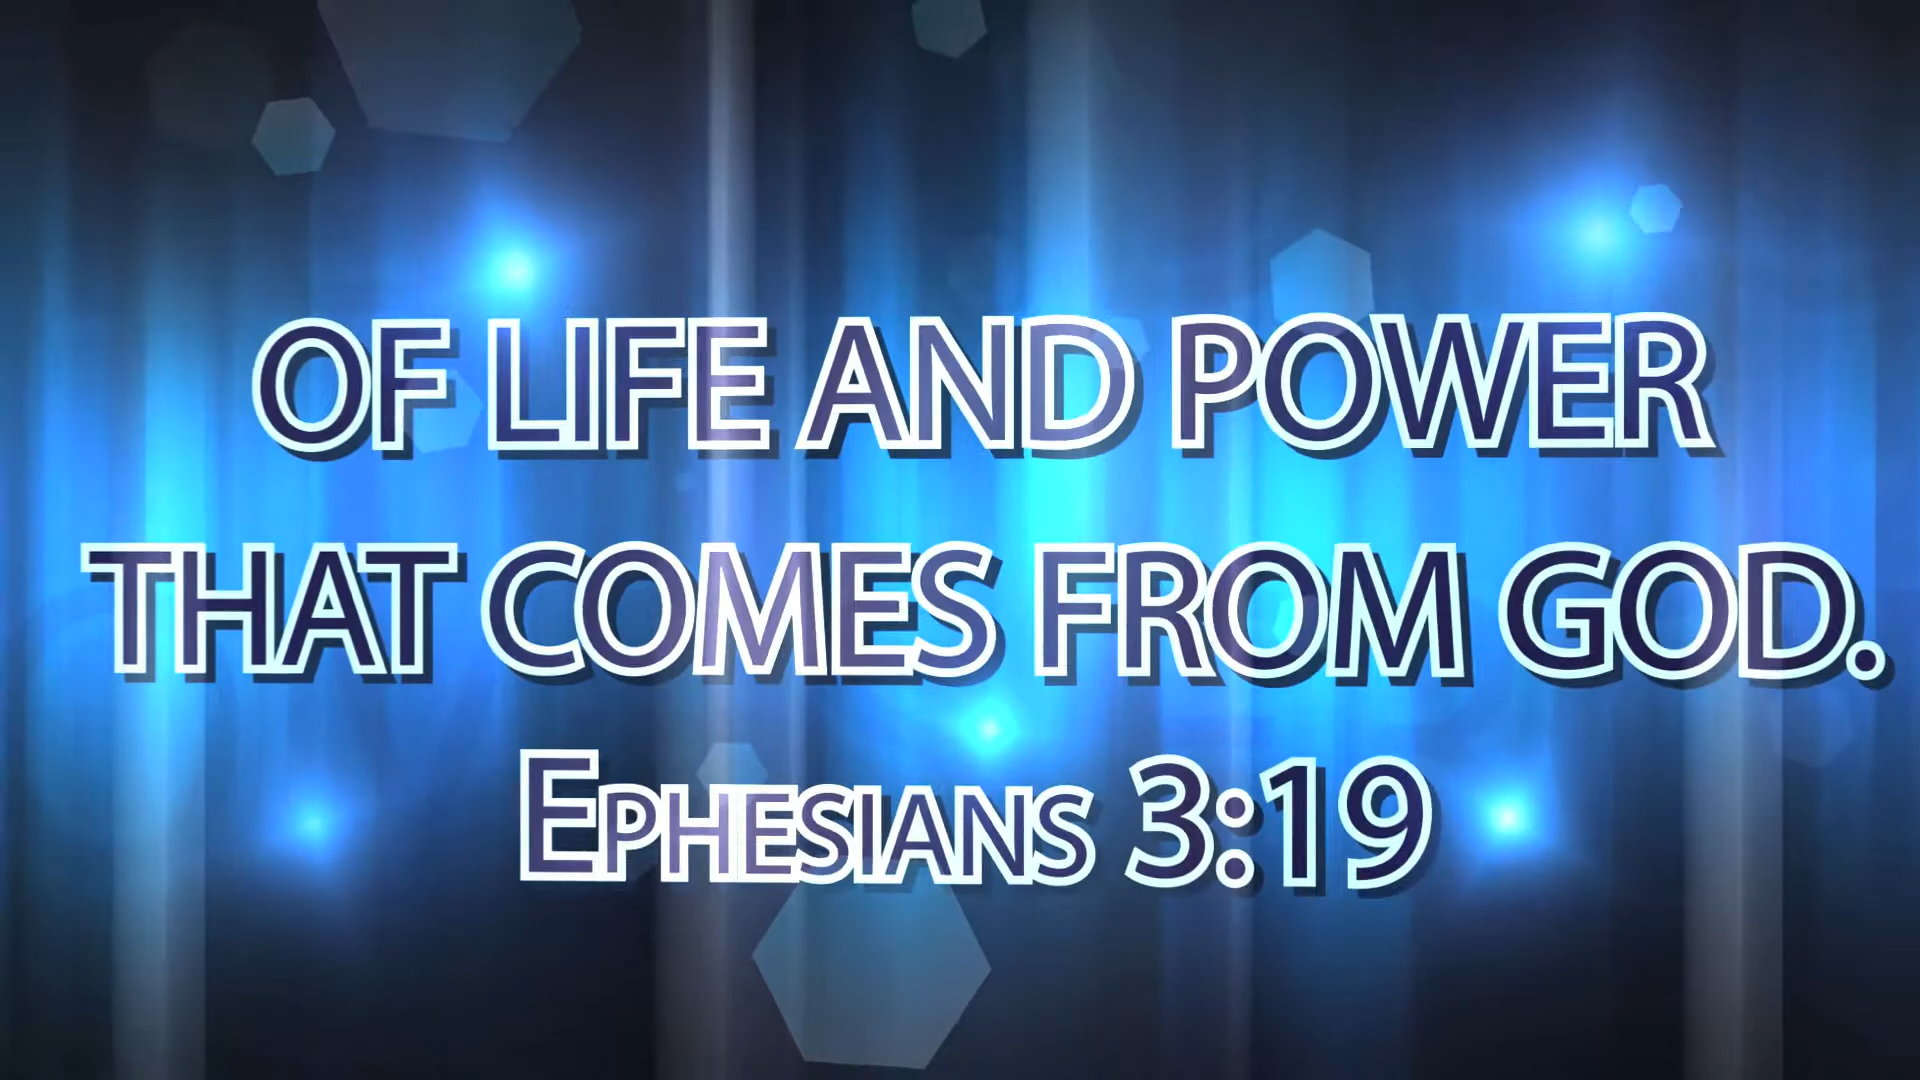 OF LIFE AND POWER
THAT COMES FROM GOD.
EPHESIANS 3:19